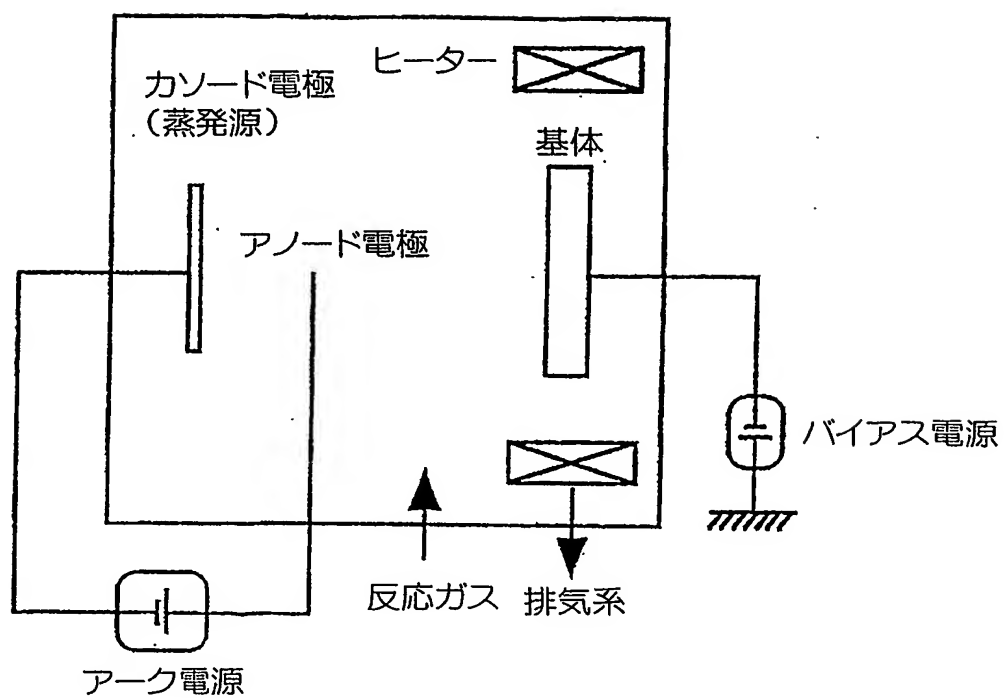 ヒーター
カソード電極
(蒸発源)
基体
アノード電極
バイアス電源
反応ガス
排気系
アーク電源